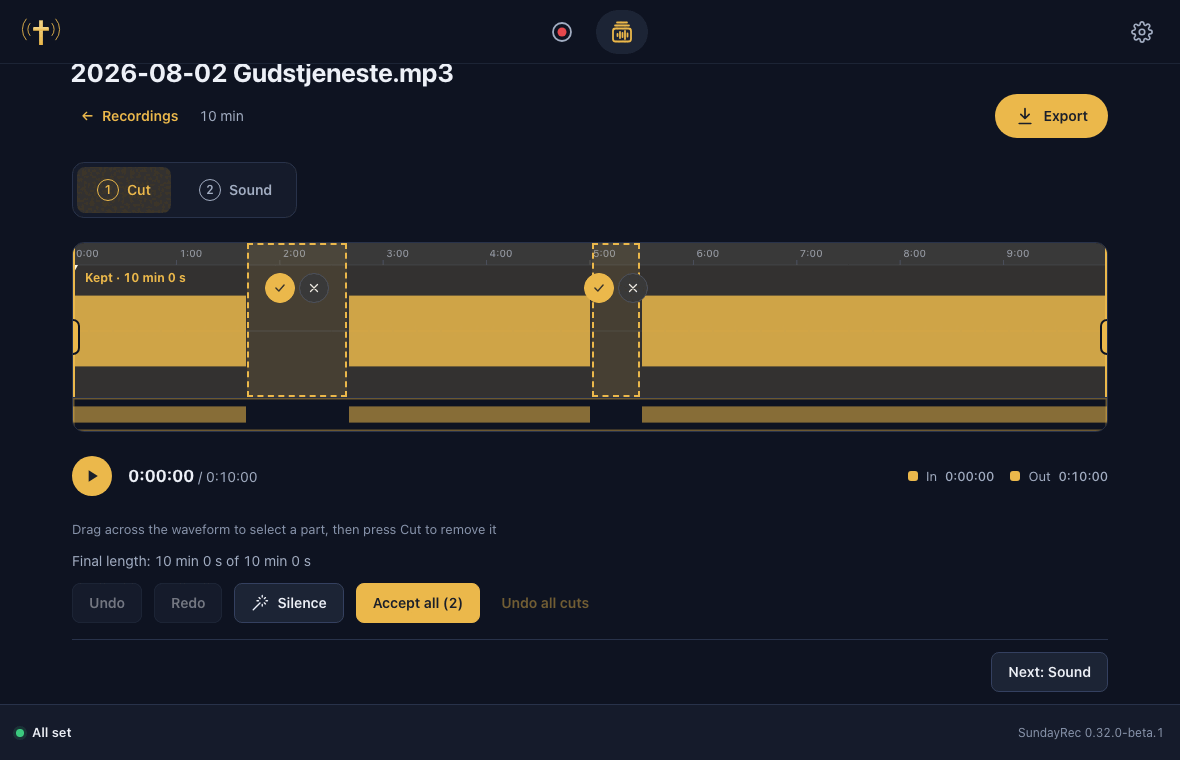 2026-08-02 Gudstjeneste.mp3
← Recordings 10 min
Export
1 Cut 2 Sound
0:00 1:00 2:00 3:00 4:00 5:00 6:00 7:00 8:00 9:00
Kept · 10 min 0 s
0:00:00 / 0:10:00
In 0:00:00 Out 0:10:00
Drag across the waveform to select a part, then press Cut to remove it
Final length: 10 min 0 s of 10 min 0 s
Undo Redo Silence Accept all (2) Undo all cuts
Next: Sound
All set
SundayRec 0.32.0-beta.1